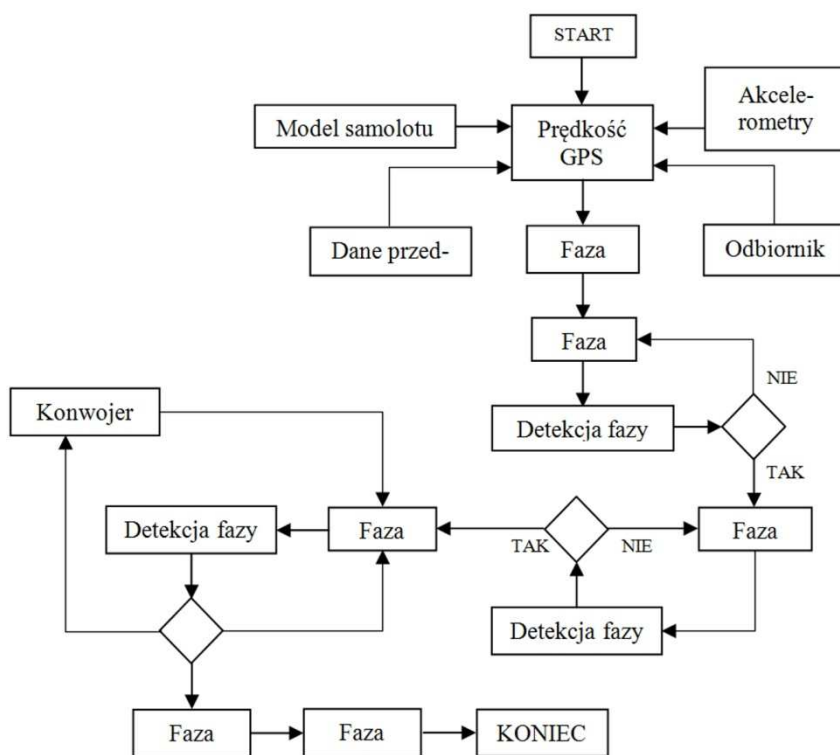 START
Akcele-
rometry
Model samolotu
Prędkość
GPS
Dane przed-
Faza
Odbiornik
Faza
NIE
Konwojer
Detekcja fazy
TAK
Detekcja fazy
Faza
TAK
NIE
Faza
Detekcja fazy
Faza
Faza
KONIEC